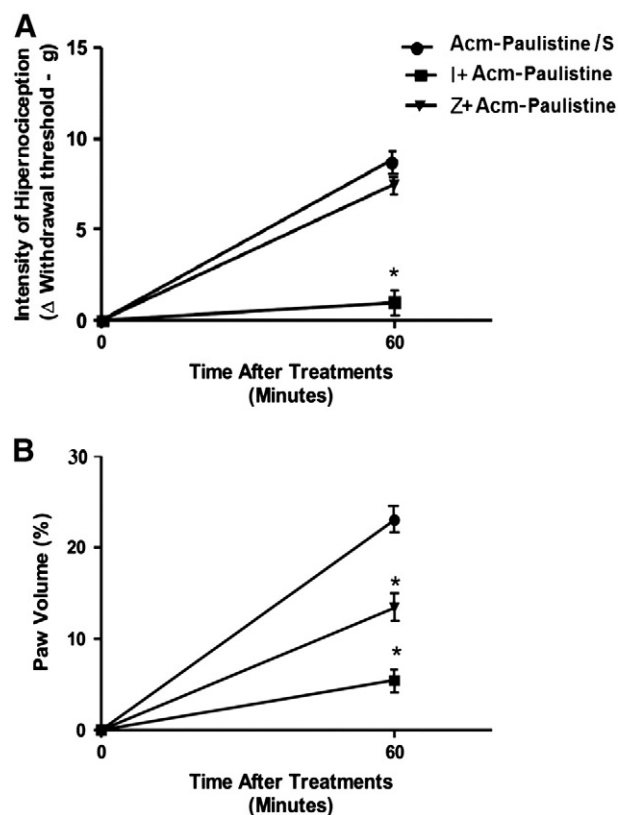 A
Acm-Paulistine/S
I+Acm-Paulistine
Z+Acm-Paulistine
Intensity of Hipernociception
(Δ Withdrawal threshold - g)
15
10
5
0
*
0
60
Time After Treatments
(Minutes)
B
Paw Volume (%)
30
20
10
0
*
*
0
60
Time After Treatments
(Minutes)